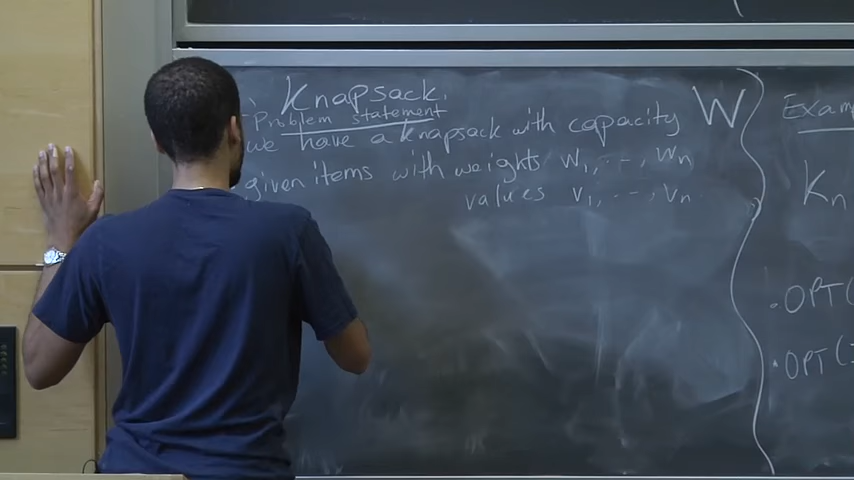 Knapsack
Problem statement
we have a knapsack with capacity W
given items with weights w1, ..., wn
values v1, ..., vn
Exam
Kn
. OPT(
. OPT(